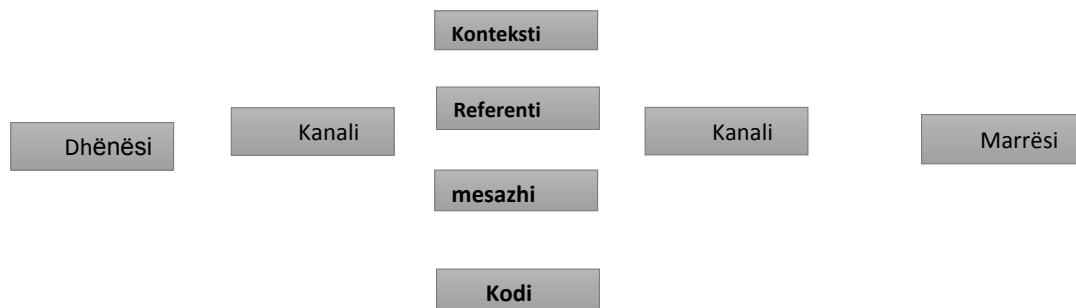 Konteksti
Referenti
Dhënësi
Kanali
Kanali
Marrësi
mesazhi
Kodi